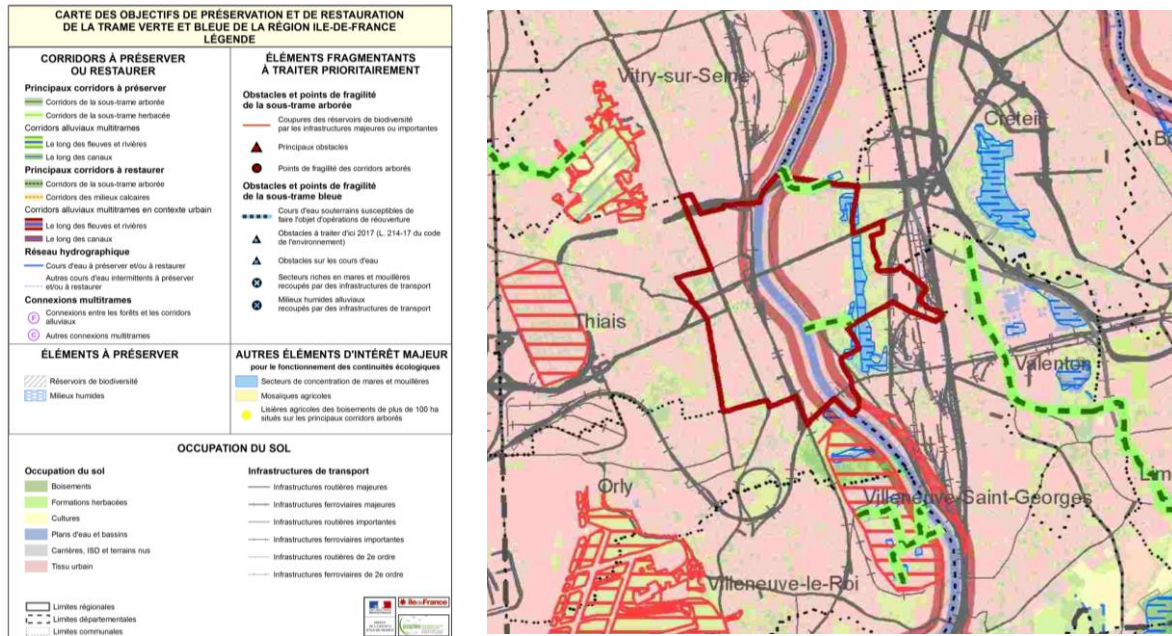 CARTE DES OBJECTIFS DE PRÉSERVATION ET DE RESTAURATION
DE LA TRAME VERTE ET BLEUE DE LA RÉGION ILE-DE-FRANCE
LÉGENDE
CORRIDORS À PRÉSERVER
OU RESTAURER
Principaux corridors à préserver
Corridors de la sous-trame arborée
Corridors de la sous-trame herbacée
Corridors alluviaux multitrames
Le long des fleuves et rivières
Le long des canaux
Principaux corridors à restaurer
Corridors de la sous-trame arborée
Corridors des milieux calcaires
Corridors alluviaux multitrames en contexte urbain
Le long des fleuves et rivières
Le long des canaux
Réseau hydrographique
Cours d'eau à préserver et/ou à restaurer
Autres cours d'eau intermittents à préserver
et/ou à restaurer
Connexions multitrames
F
Connexions entre les forêts et les corridors
alluviaux
C
Autres connexions multitrames
ÉLÉMENTS FRAGMENTANTS
À TRAITER PRIORITAIREMENT
Obstacles et points de fragilité
de la sous-trame arborée
Coupures des réservoirs de biodiversité
par les infrastructures majeures ou importantes
Principaux obstacles
Points de fragilité des corridors arborés
Obstacles et points de fragilité
de la sous-trame bleue
Cours d'eau souterrains susceptibles de
faire l'objet d'opérations de réouverture
Obstacles à traiter d'ici 2017 (L. 214-17 du code
de l'environnement)
Obstacles sur les cours d'eau
Secteurs riches en mares et mouillères
recoupés par des infrastructures de transport
Milieux humides alluviaux
recoupés par des infrastructures de transport
ÉLÉMENTS À PRÉSERVER
Réservoirs de biodiversité
Milieux humides
AUTRES ÉLÉMENTS D'INTÉRÊT MAJEUR
pour le fonctionnement des continuités écologiques
Secteurs de concentration de mares et mouillères
Mosaïques agricoles
Lisières agricoles des boisements de plus de 100 ha
situés sur les principaux corridors arborés
OCCUPATION DU SOL
Occupation du sol
Boisements
Formations herbacées
Cultures
Plans d'eau et bassins
Carrières, ISD et terrains nus
Tissu urbain
Infrastructures de transport
Infrastructures routières majeures
Infrastructures ferroviaires majeures
Infrastructures routières importantes
Infrastructures ferroviaires importantes
Infrastructures routières de 2e ordre
Infrastructures ferroviaires de 2e ordre
Limites régionales
Limites départementales
Limites communales
île de France
Vitry-sur-Seine
Créteil
Thiais
Valenton
Orly
Villeneuve-Saint-Georges
Villeneuve-le-Roi
Lim